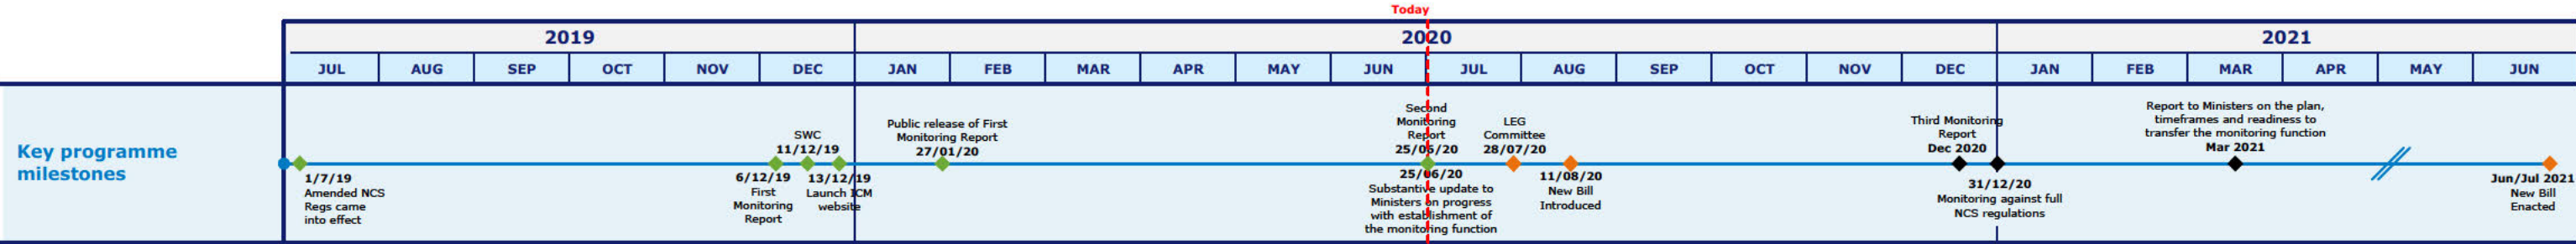 Today
2019 2020 2021
JUL AUG SEP OCT NOV DEC JAN FEB MAR APR MAY JUN JUL AUG SEP OCT NOV DEC JAN FEB MAR APR MAY JUN
Key programme
milestones
1/7/19
Amended NCS
Regs came
into effect
6/12/19
First
Monitoring
Report
SWC
11/12/19
13/12/19
Launch ICM
website
Public release of First
Monitoring Report
27/01/20
Second
Monitoring
Report
25/06/20
25/06/20
Substantive update to
Ministers on progress
with establishment of
the monitoring function
LEG
Committee
28/07/20
11/08/20
New Bill
Introduced
Third Monitoring
Report
Dec 2020
31/12/20
Monitoring against full
NCS regulations
Report to Ministers on the plan,
timeframes and readiness to
transfer the monitoring function
Mar 2021
Jun/Jul 2021
New Bill
Enacted